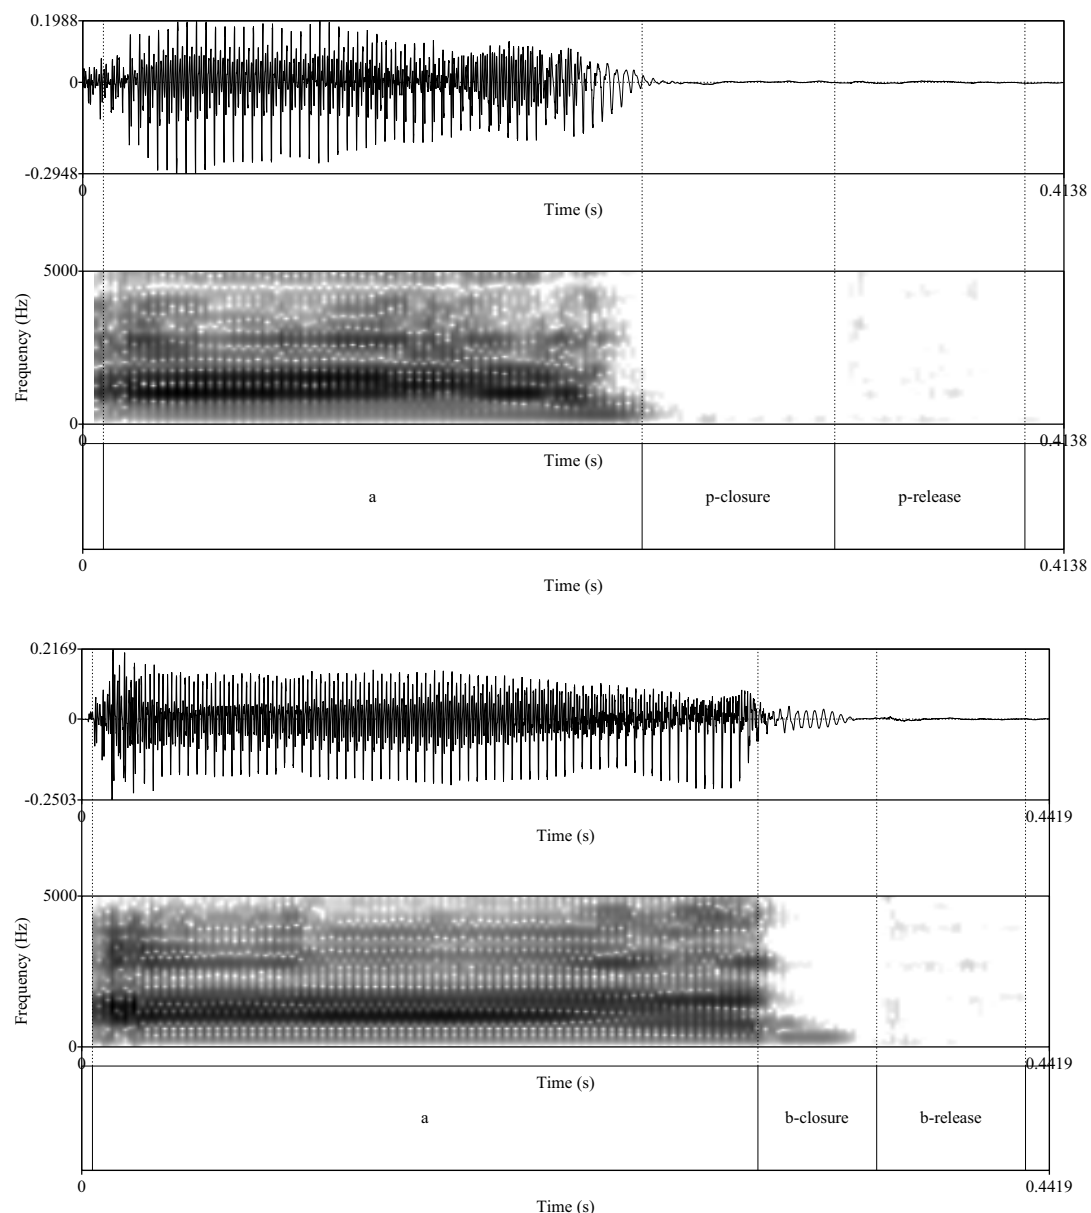 0.1988
0
-0.2948
0 0.4138
Time (s)
5000
Frequency (Hz)
0
0 0.4138
Time (s)
a p-closure p-release
0 0.4138
Time (s)
0.2169
0
-0.2503
0 0.4419
Time (s)
5000
Frequency (Hz)
0
0 0.4419
Time (s)
a b-closure b-release
0 0.4419
Time (s)